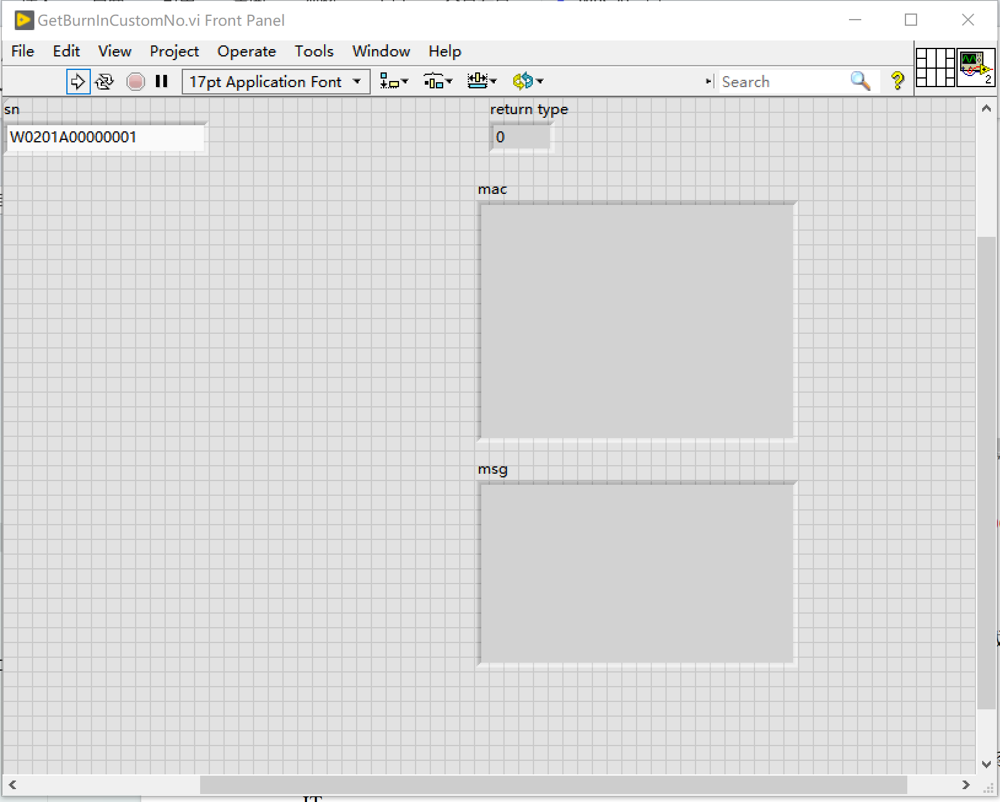 GetBurnInCustomNo.vi Front Panel
File Edit View Project Operate Tools Window Help
17pt Application Font
Search
2
sn
W0201A00000001
return type
0
mac
msg